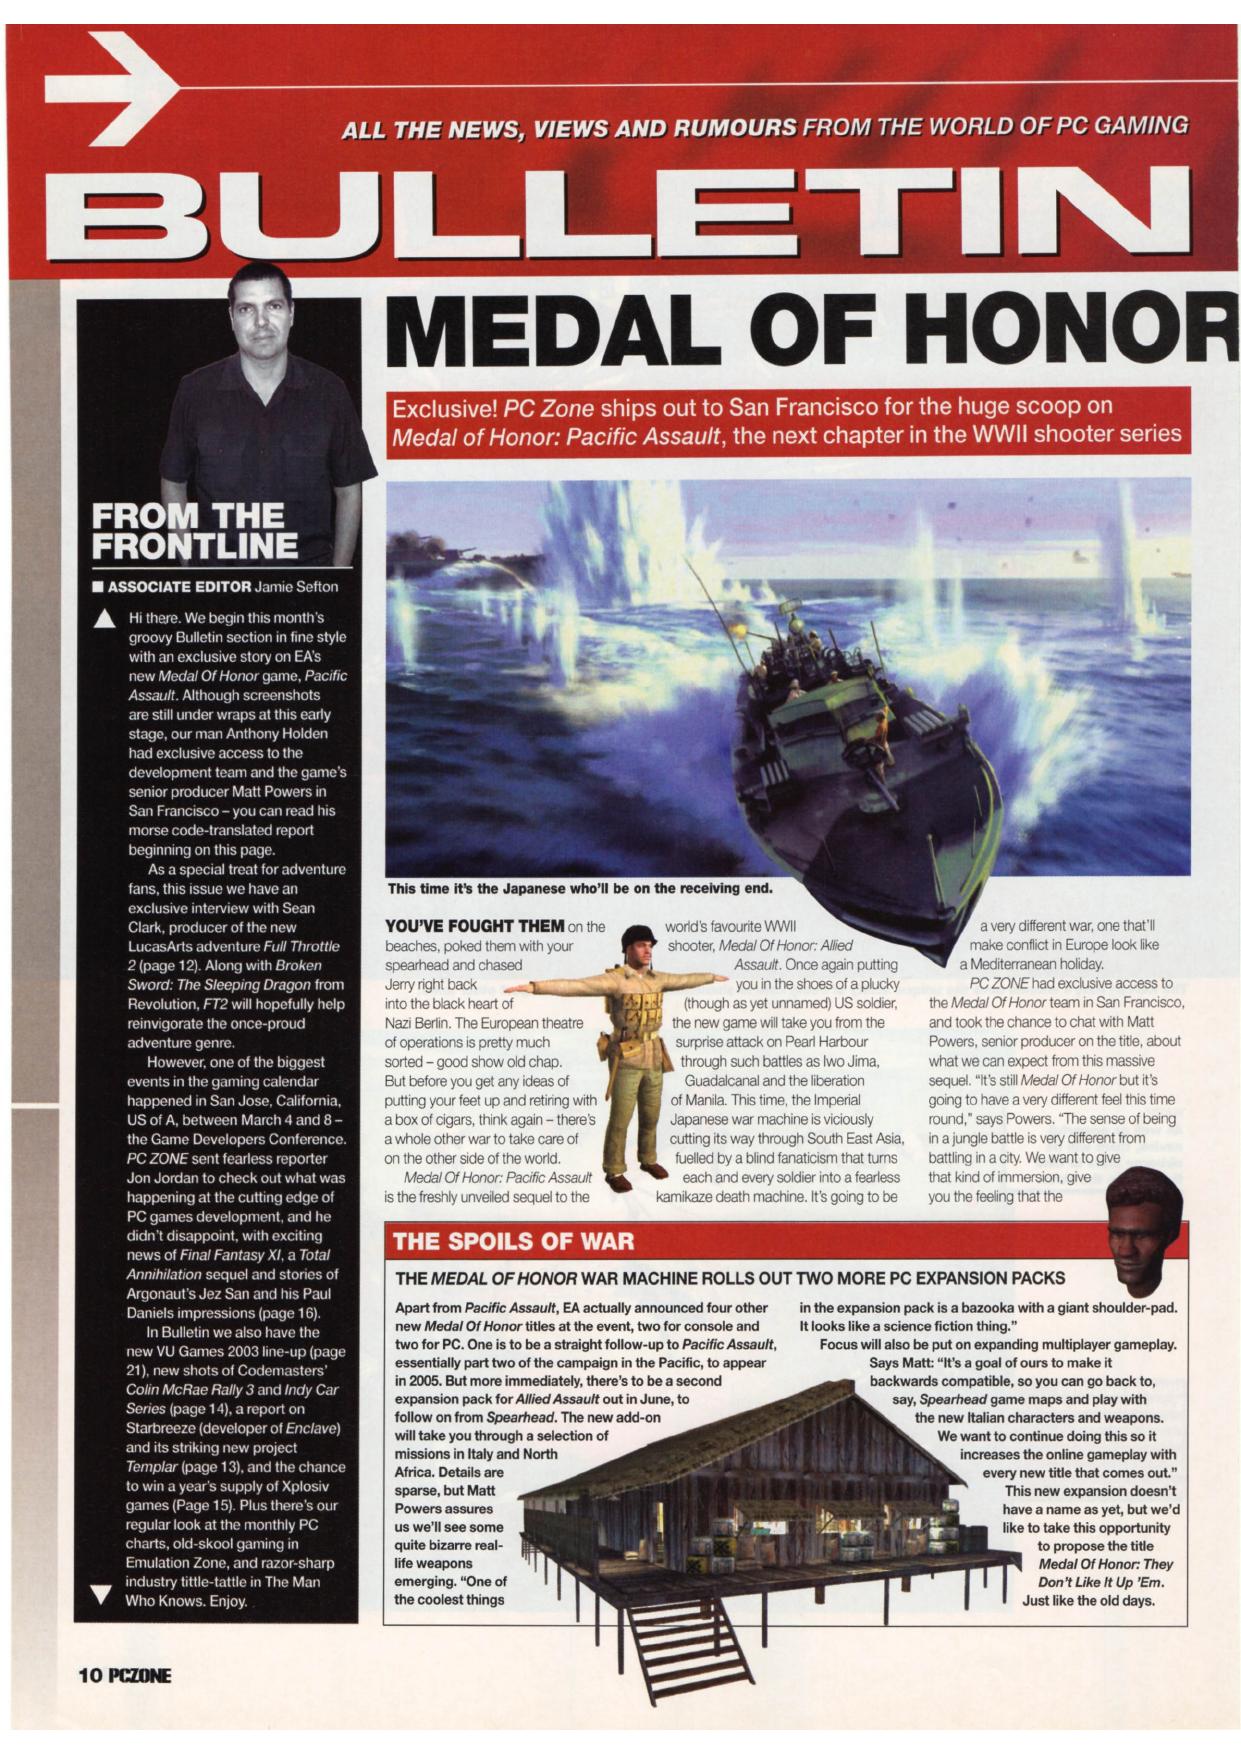 ALL THE NEWS, VIEWS AND RUMOURS FROM THE WORLD OF PC GAMING
BULLETIN
FROM THE
FRONTLINE
■ ASSOCIATE EDITOR Jamie Sefton
Hi there. We begin this month's
groovy Bulletin section in fine style
with an exclusive story on EA's
new Medal Of Honor game, Pacific
Assault. Although screenshots
are still under wraps at this early
stage, our man Anthony Holden
had exclusive access to the
development team and the game's
senior producer Matt Powers in
San Francisco – you can read his
morse code-translated report
beginning on this page.
As a special treat for adventure
fans, this issue we have an
exclusive interview with Sean
Clark, producer of the new
LucasArts adventure Full Throttle
2 (page 12). Along with Broken
Sword: The Sleeping Dragon from
Revolution, FT2 will hopefully help
reinvigorate the once-proud
adventure genre.
However, one of the biggest
events in the gaming calendar
happened in San Jose, California,
US of A, between March 4 and 8 –
the Game Developers Conference.
PC ZONE sent fearless reporter
Jon Jordan to check out what was
happening at the cutting edge of
PC games development, and he
didn't disappoint, with exciting
news of Final Fantasy XI, a Total
Annihilation sequel and stories of
Argonaut's Jez San and his Paul
Daniels impressions (page 16).
In Bulletin we also have the
new VU Games 2003 line-up (page
21), new shots of Codemasters'
Colin McRae Rally 3 and Indy Car
Series (page 14), a report on
Starbreeze (developer of Enclave)
and its striking new project
Templar (page 13), and the chance
to win a year's supply of Xplosiv
games (Page 15). Plus there's our
regular look at the monthly PC
charts, old-skool gaming in
Emulation Zone, and razor-sharp
industry tittle-tattle in The Man
Who Knows. Enjoy.
MEDAL OF HONOR
Exclusive! PC Zone ships out to San Francisco for the huge scoop on
Medal of Honor: Pacific Assault, the next chapter in the WWII shooter series
This time it's the Japanese who'll be on the receiving end.
YOU'VE FOUGHT THEM on the
beaches, poked them with your
spearhead and chased
Jerry right back
into the black heart of
Nazi Berlin. The European theatre
of operations is pretty much
sorted – good show old chap.
But before you get any ideas of
putting your feet up and retiring with
a box of cigars, think again – there's
a whole other war to take care of
on the other side of the world.
Medal Of Honor: Pacific Assault
is the freshly unveiled sequel to the
world's favourite WWII
shooter, Medal Of Honor: Allied
Assault. Once again putting
you in the shoes of a plucky
(though as yet unnamed) US soldier,
the new game will take you from the
surprise attack on Pearl Harbour
through such battles as Iwo Jima,
Guadalcanal and the liberation
of Manila. This time, the Imperial
Japanese war machine is viciously
cutting its way through South East Asia,
fuelled by a blind fanaticism that turns
each and every soldier into a fearless
kamikaze death machine. It's going to be
a very different war, one that'll
make conflict in Europe look like
a Mediterranean holiday.
PC ZONE had exclusive access to
the Medal Of Honor team in San Francisco,
and took the chance to chat with Matt
Powers, senior producer on the title, about
what we can expect from this massive
sequel. "It's still Medal Of Honor but it's
going to have a very different feel this time
round," says Powers. "The sense of being
in a jungle battle is very different from
battling in a city. We want to give
that kind of immersion, give
you the feeling that the
THE SPOILS OF WAR
THE MEDAL OF HONOR WAR MACHINE ROLLS OUT TWO MORE PC EXPANSION PACKS
Apart from Pacific Assault, EA actually announced four other
new Medal Of Honor titles at the event, two for console and
two for PC. One is to be a straight follow-up to Pacific Assault,
essentially part two of the campaign in the Pacific, to appear
in 2005. But more immediately, there's to be a second
expansion pack for Allied Assault out in June, to
follow on from Spearhead. The new add-on
will take you through a selection of
missions in Italy and North
Africa. Details are
sparse, but Matt
Powers assures
us we'll see some
quite bizarre real-
life weapons
emerging. "One of
the coolest things
in the expansion pack is a bazooka with a giant shoulder-pad.
It looks like a science fiction thing."
Focus will also be put on expanding multiplayer gameplay.
Says Matt: "It's a goal of ours to make it
backwards compatible, so you can go back to,
say, Spearhead game maps and play with
the new Italian characters and weapons.
We want to continue doing this so it
increases the online gameplay with
every new title that comes out."
This new expansion doesn't
have a name as yet, but we'd
like to take this opportunity
to propose the title
Medal Of Honor: They
Don't Like It Up 'Em.
Just like the old days.
10 PCZONE